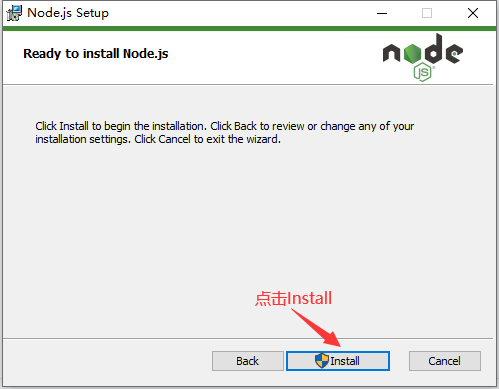 Node.js Setup
Ready to install Node.js
node
JS
Click Install to begin the installation. Click Back to review or change any of your
installation settings. Click Cancel to exit the wizard.
点击Install
Back
Install
Cancel